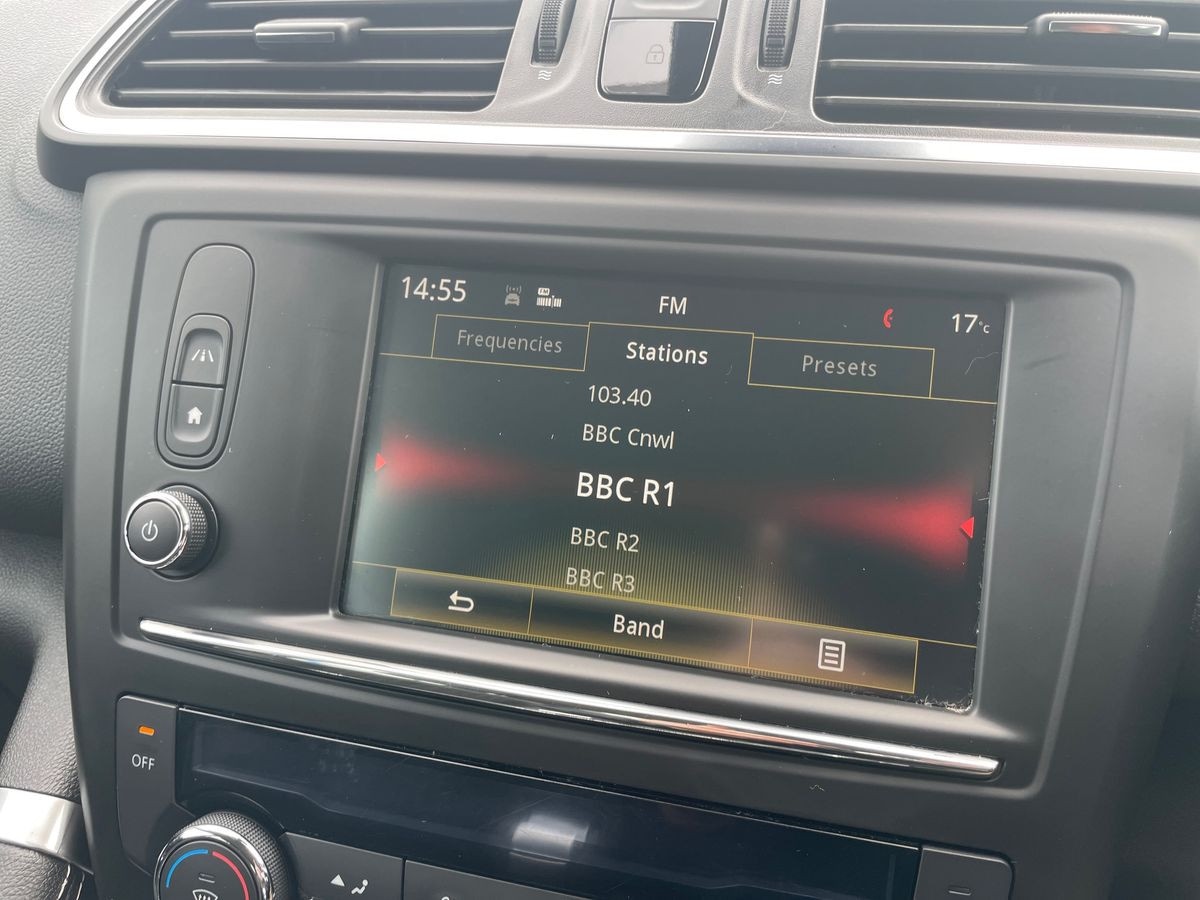 14:55 FM FM 17°C
Frequencies Stations Presets
103.40
BBC Cnwl
BBC R1
BBC R2
BBC R3
Band
OFF